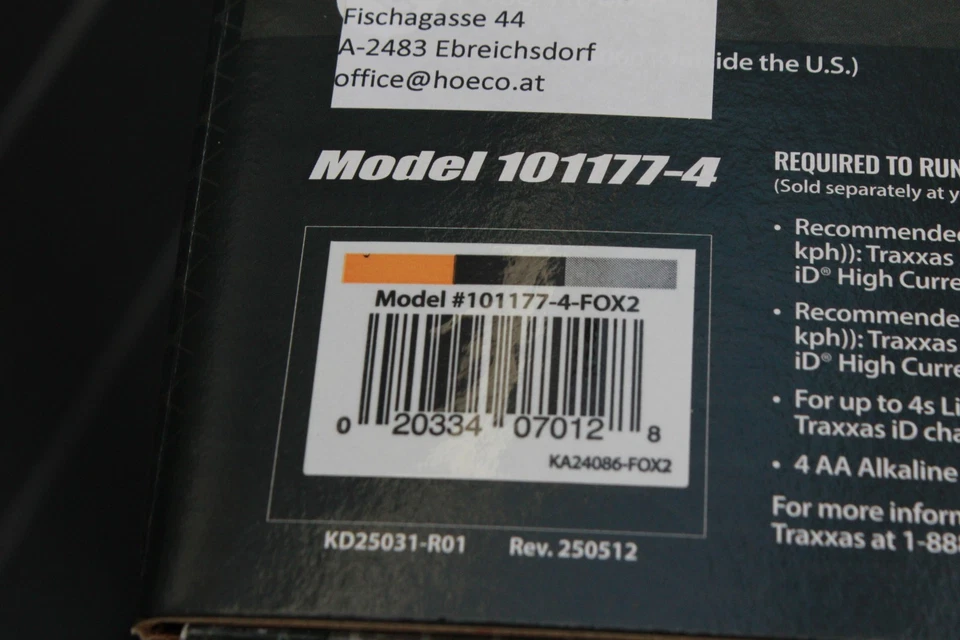 Fischagasse 44
A-2483 Ebreichsdorf
office@hoeco.at
ide the U.S.)
Model 101177-4
Model #101177-4-FOX2
0 20334 07012 8
KA24086-FOX2
KD25031-R01 Rev. 250512
REQUIRED TO RUN
(Sold separately at y
• Recommende
kph)): Traxxas
iD® High Curre
• Recommende
kph)): Traxxas
iD® High Curre
• For up to 4s Li
Traxxas iD cha
• 4 AA Alkaline
For more inforn
Traxxas at 1-888